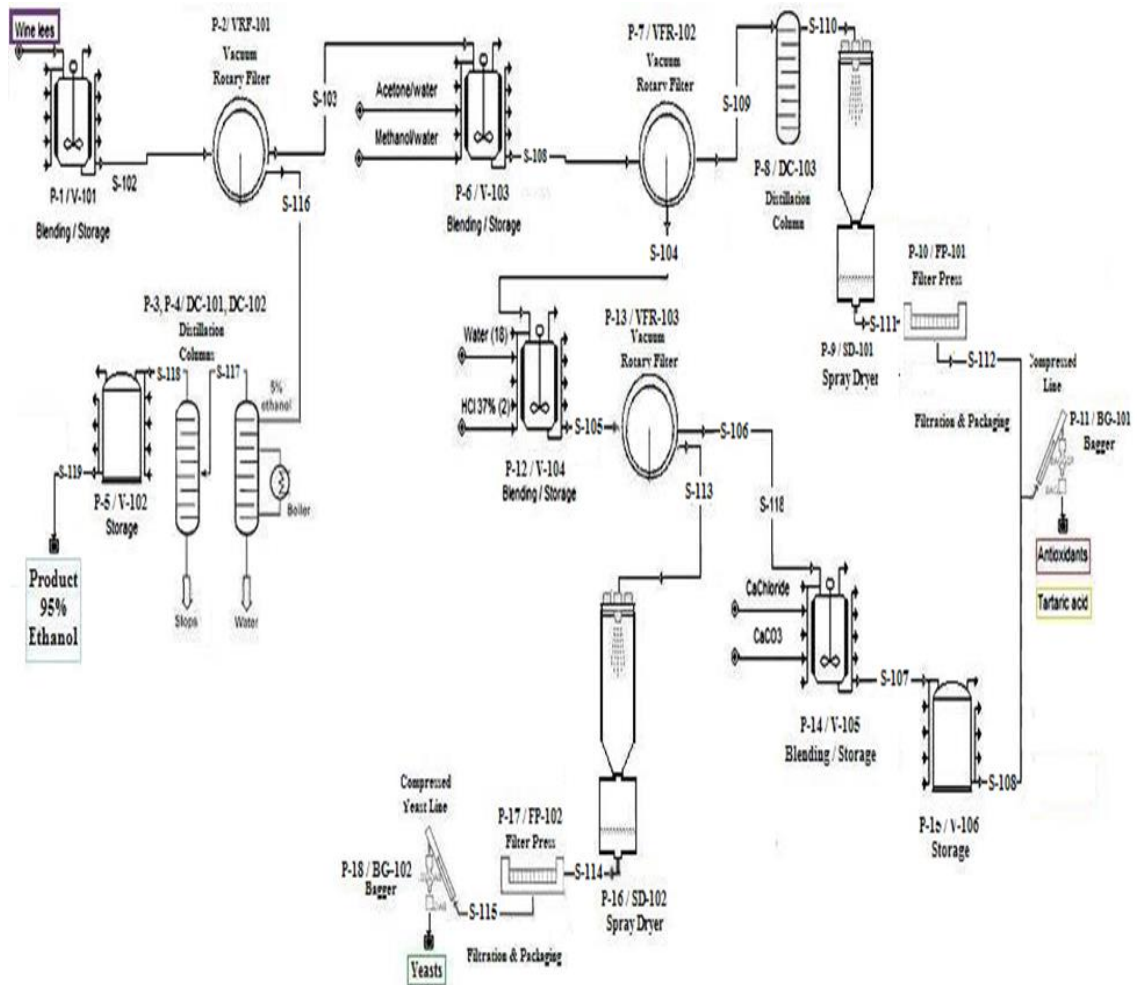 Wine lees
P-1 / V-101
Blending / Storage
S-102
P-2/ VRF-101
Vacuum
Rotary Filter
S-103
S-116
Acetone/water
Methanol/water
P-6 / V-103
Blending / Storage
S-108
P-7 / VFR-102
Vacuum
Rotary Filter
S-109
S-104
S-110
P-8 / DC-103
Distillation
Column
P-9 / SD-101
Spray Dryer
S-111
P-10 / FP-101
Filter Press
S-112
Filtration & Packaging
Compressed
Line
P-11 / BG-101
Bagger
Antioxidants
Tartaric acid
P-3, P-4/ DC-101, DC-102
Distillation
Columns
S-118
S-117
5%
ethanol
Boiler
Slops
Water
S-119
P-5 / V-102
Storage
Product
95%
Ethanol
Water (18)
HCl 37% (2)
P-12 / V-104
Blending / Storage
S-105
P-13 / VFR-103
Vacuum
Rotary Filter
S-106
S-113
S-118
CaChloride
CaCO3
P-14 / V-105
Blending / Storage
S-107
S-108
P-15 / V-106
Storage
P-16 / SD-102
Spray Dryer
S-114
P-17 / FP-102
Filter Press
S-115
Compressed
Yeast Line
P-18 / BG-102
Bagger
Yeasts
Filtration & Packaging